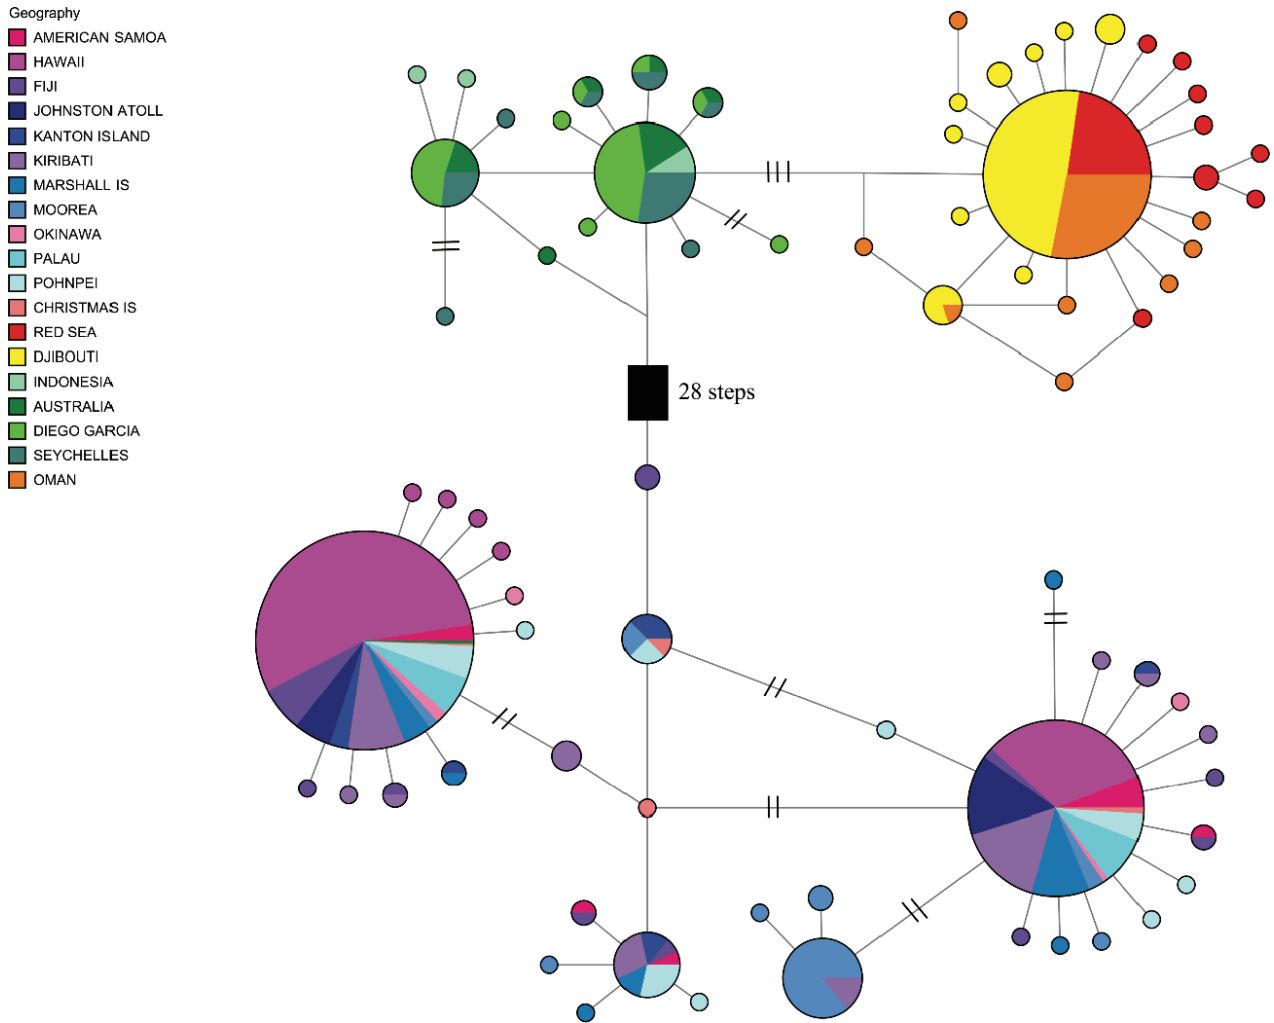 Geography
AMERICAN SAMOA
HAWAII
FIJI
JOHNSTON ATOLL
KANTON ISLAND
KIRIBATI
MARSHALL IS
MOOREA
OKINAWA
PALAU
POHNPEI
CHRISTMAS IS
RED SEA
DJIBOUTI
INDONESIA
AUSTRALIA
DIEGO GARCIA
SEYCHELLES
OMAN
28 steps